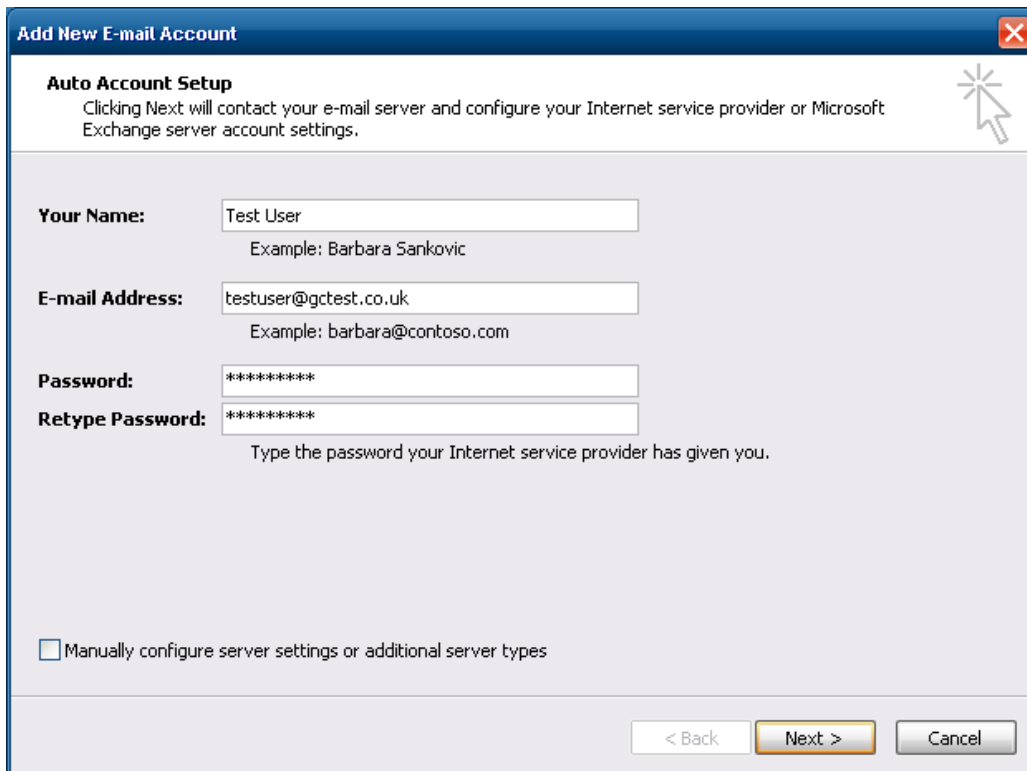 Add New E-mail Account
Auto Account Setup
Clicking Next will contact your e-mail server and configure your Internet service provider or Microsoft
Exchange server account settings.
Your Name: Test User
Example: Barbara Sankovic
E-mail Address: testuser@gctest.co.uk
Example: barbara@contoso.com
Password: *********
Retype Password: *********
Type the password your Internet service provider has given you.
Manually configure server settings or additional server types
< Back Next > Cancel